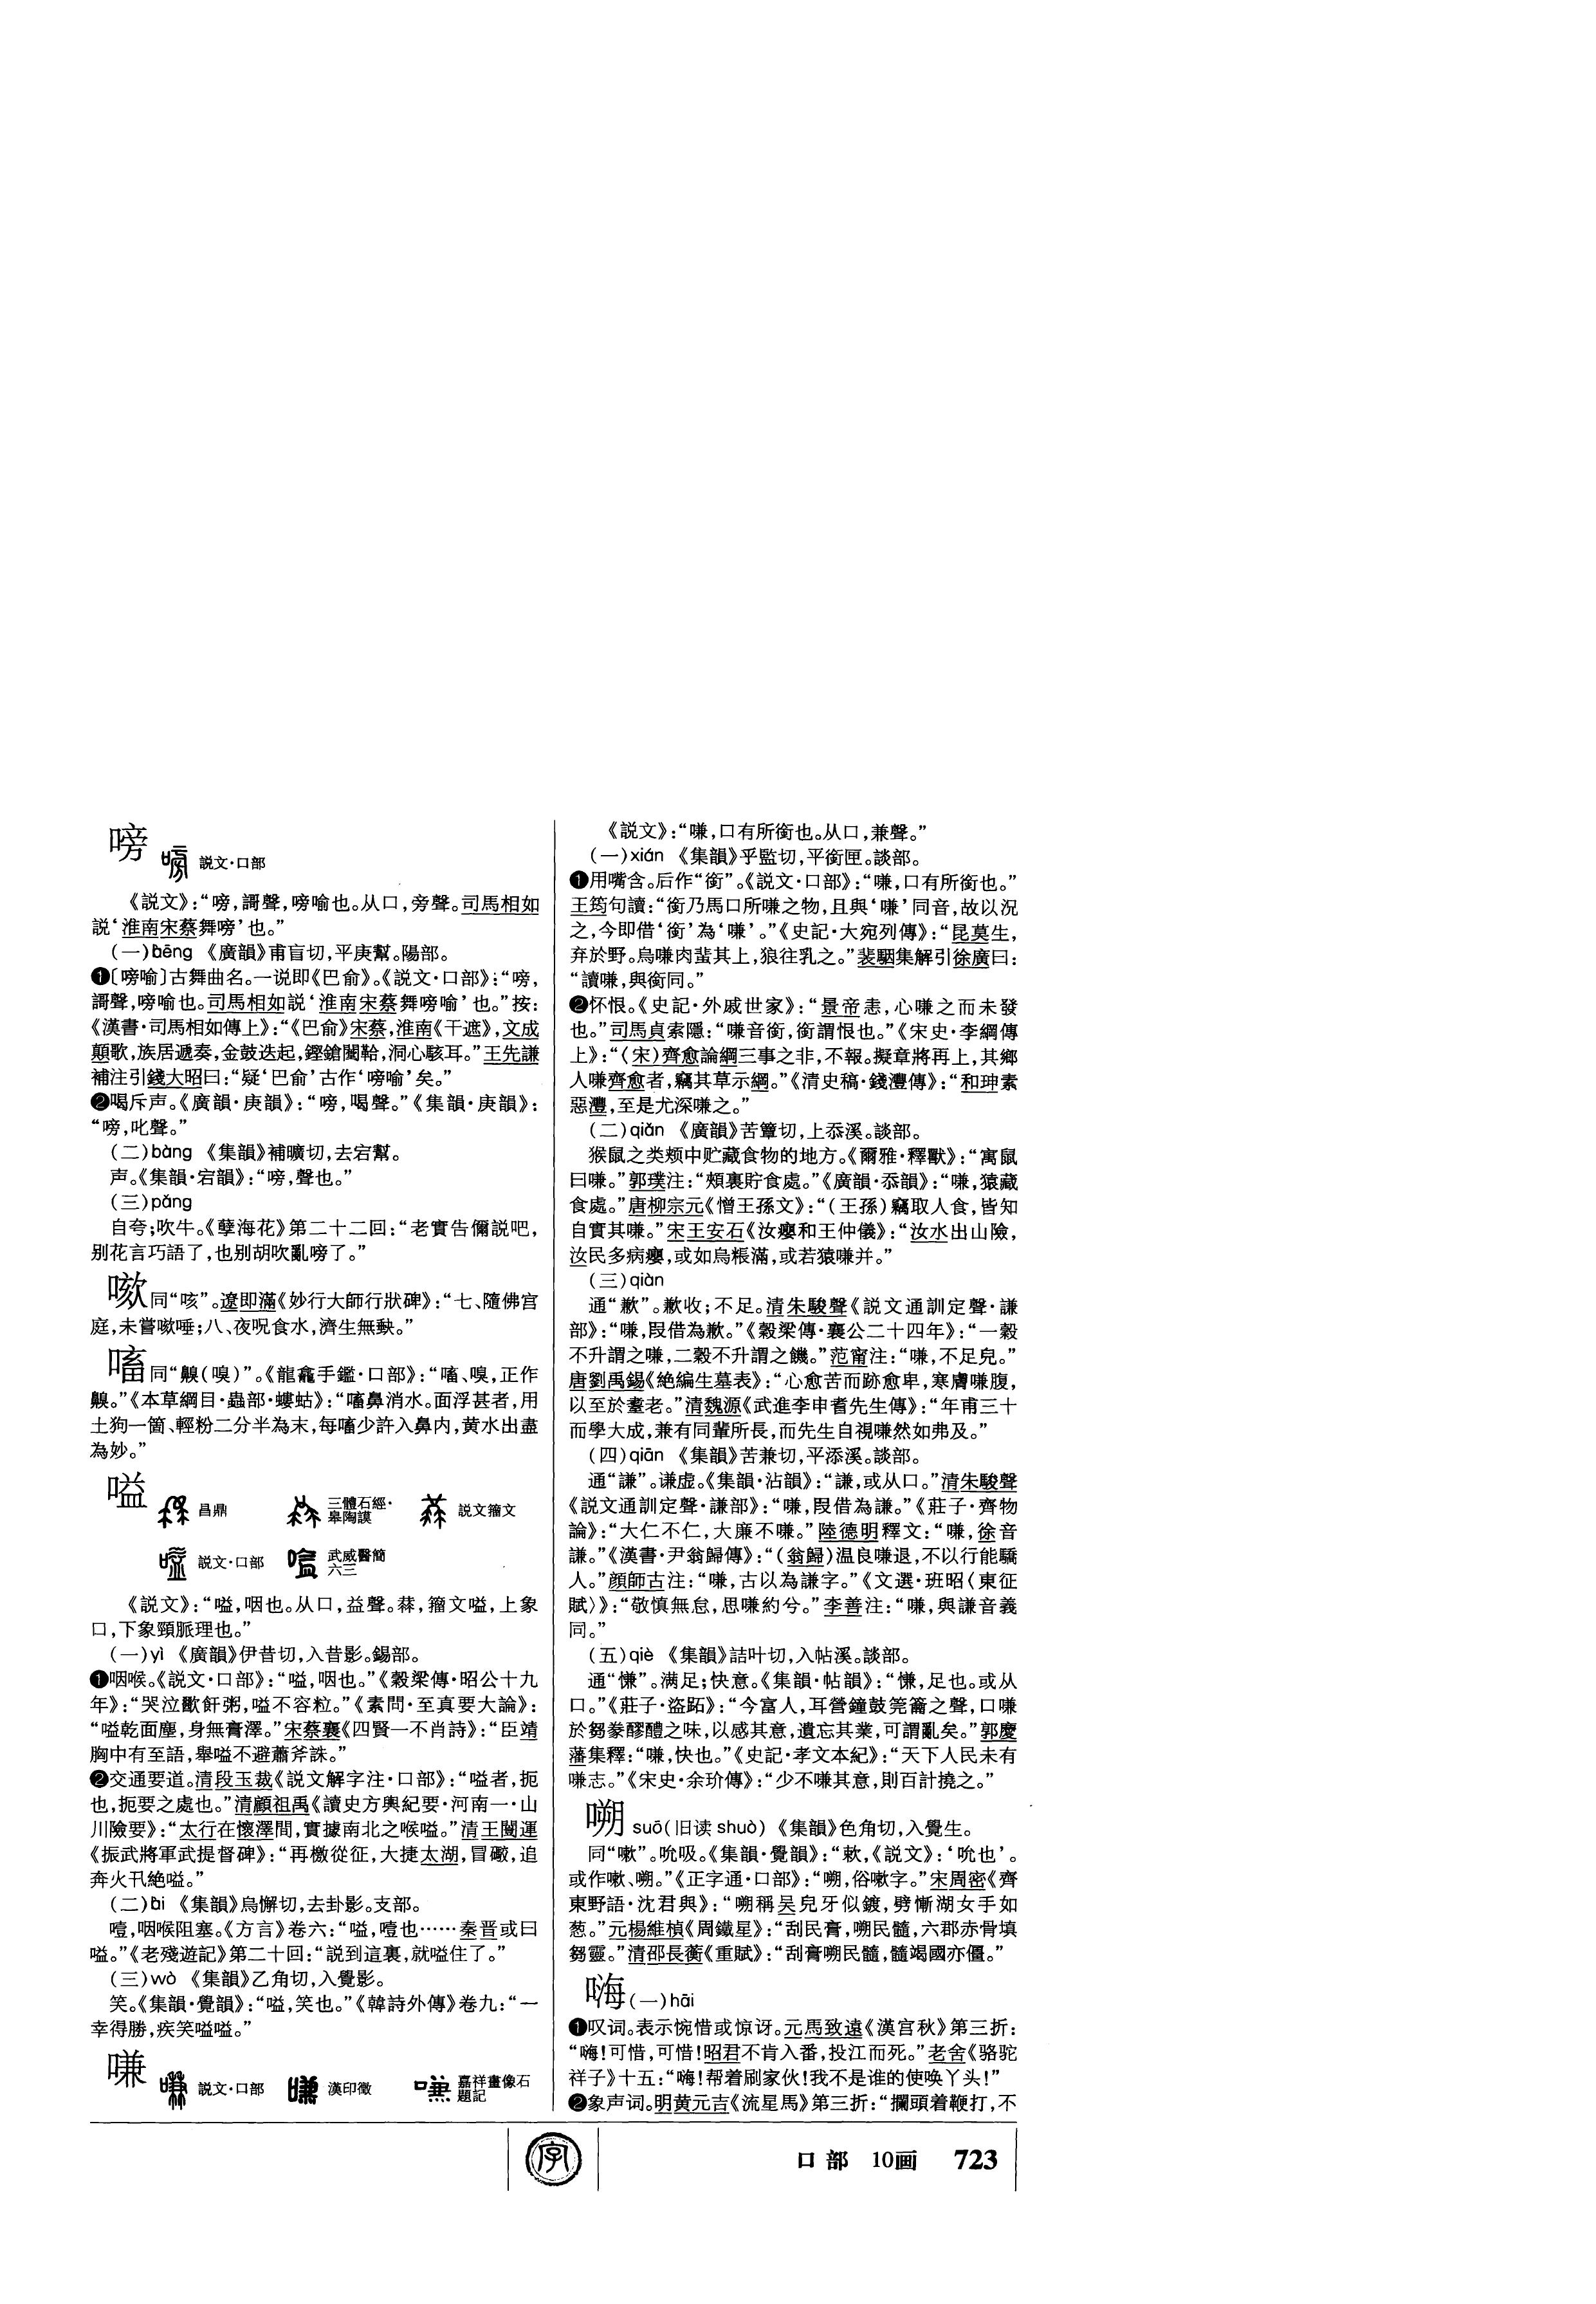 嗙
説文·口部
《説文》：“嗙，謌聲，嗙喻也。从口，旁聲。司馬相如
説‘淮南宋蔡舞嗙’也。”
（一）bēng 《廣韻》甫盲切，平庚幫。陽部。
❶〔嗙喻〕古舞曲名。一说即《巴俞》。《説文·口部》：“嗙，
謌聲，嗙喻也。司馬相如説‘淮南宋蔡舞嗙喻’也。”按：
《漢書·司馬相如傳上》：“《巴俞》宋蔡，淮南《干遮》，文成
顛歌，族居遞奏，金鼓迭起，鏗鎗闛鞈，洞心駭耳。”王先謙
補注引錢大昭曰：“疑‘巴俞’古作‘嗙喻’矣。”
❷喝斥声。《廣韻·庚韻》：“嗙，喝聲。”《集韻·庚韻》：
“嗙，叱聲。”
（二）bàng 《集韻》補曠切，去宕幫。
声。《集韻·宕韻》：“嗙，聲也。”
（三）pǎng
自夸；吹牛。《孽海花》第二十二回：“老實告儞説吧，
别花言巧語了，也别胡吹亂嗙了。”
㰯同“咳”。遼即滿《妙行大師行狀碑》：“七、隨佛宫
庭，未嘗㰯唾；八、夜呪食水，濟生無軮。”
嗋同“齅（嗅）”。《龍龕手鑑·口部》：“㗜、嗅，正作
齅。”《本草綱目·蟲部·螻蛄》：“㗜鼻消水。面浮甚者，用
土狗一箇、輕粉二分半為末，每㗜少許入鼻内，黄水出盡
為妙。”
嗌
昌鼎 三體石經·皋陶謨 説文籀文
説文·口部 武威醫簡六三
《説文》：“嗌，咽也。从口，益聲。𦵯，籀文嗌，上象
口，下象頸脈理也。”
（一）yì 《廣韻》伊昔切，入昔影。錫部。
❶咽喉。《説文·口部》：“嗌，咽也。”《穀梁傳·昭公十九
年》：“哭泣歠飦粥，嗌不容粒。”《素問·至真要大論》：
“嗌乾面塵，身無膏澤。”宋蔡襄《四賢一不肖詩》：“臣靖
胸中有至語，舉嗌不避蕭斧誅。”
❷交通要道。清段玉裁《説文解字注·口部》：“嗌者，扼
也，扼要之處也。”清顧祖禹《讀史方輿紀要·河南一·山
川險要》：“太行在懷澤間，實據南北之喉嗌。”清王闓運
《振武將軍武提督碑》：“再檄從征，大捷太湖，冒礮，追
奔火卂絶嗌。”
（二）ài 《集韻》烏懈切，去卦影。支部。
噎，咽喉阻塞。《方言》卷六：“嗌，噎也……秦晋或曰
嗌。”《老殘遊記》第二十回：“説到這裏，就嗌住了。”
（三）wò 《集韻》乙角切，入覺影。
笑。《集韻·覺韻》：“嗌，笑也。”《韓詩外傳》卷九：“一
幸得勝，疾笑嗌嗌。”
嗛
説文·口部 漢印徵 嘉祥畫像石題記
《説文》：“嗛，口有所銜也。从口，兼聲。”
（一）xián 《集韻》乎監切，平銜匣。談部。
❶用嘴含。后作“銜”。《説文·口部》：“嗛，口有所銜也。”
王筠句讀：“銜乃馬口所嗛之物，且與‘嗛’同音，故以況
之，今即借‘銜’為‘嗛’。”《史記·大宛列傳》：“昆莫生，
弃於野。烏嗛肉蜚其上，狼往乳之。”裴駰集解引徐廣曰：
“讀嗛，與銜同。”
❷怀恨。《史記·外戚世家》：“景帝恚，心嗛之而未發
也。”司馬貞索隱：“嗛音銜，銜謂恨也。”《宋史·李綱傳
上》：“（宋）齊愈論綱三事之非，不報。擬章將再上，其鄉
人嗛齊愈者，竊其草示綱。”《清史稿·錢灃傳》：“和珅素
惡灃，至是尤深嗛之。”
（二）qiǎn 《廣韻》苦簟切，上忝溪。談部。
猴鼠之类颊中贮藏食物的地方。《爾雅·釋獸》：“寓鼠
曰嗛。”郭璞注：“頰裏貯食處。”《廣韻·忝韻》：“嗛，猿藏
食處。”唐柳宗元《憎王孫文》：“（王孫）竊取人食，皆知
自實其嗛。”宋王安石《汝癭和王仲儀》：“汝水出山險，
汝民多病癭，或如鳥粻滿，或若猿嗛并。”
（三）qiàn
通“歉”。歉收；不足。清朱駿聲《説文通訓定聲·謙
部》：“嗛，叚借為歉。”《穀梁傳·襄公二十四年》：“一穀
不升謂之嗛，二穀不升謂之饑。”范甯注：“嗛，不足皃。”
唐劉禹錫《絶編生墓表》：“心愈苦而跡愈卑，寒膚嗛腹，
以至於耋老。”清魏源《武進李申耆先生傳》：“年甫三十
而學大成，兼有同輩所長，而先生自視嗛然如弗及。”
（四）qiān 《集韻》苦兼切，平添溪。談部。
通“謙”。谦虚。《集韻·沾韻》：“謙，或从口。”清朱駿聲
《説文通訓定聲·謙部》：“嗛，叚借為謙。”《莊子·齊物
論》：“大仁不仁，大廉不嗛。”陸德明釋文：“嗛，徐音
謙。”《漢書·尹翁歸傳》：“（翁歸）温良嗛退，不以行能驕
人。”顔師古注：“嗛，古以為謙字。”《文選·班昭〈東征
賦〉》：“敬慎無怠，思嗛約兮。”李善注：“嗛，與謙音義
同。”
（五）qiè 《集韻》詰叶切，入帖溪。談部。
通“慊”。满足；快意。《集韻·帖韻》：“慊，足也。或从
口。”《莊子·盜跖》：“今富人，耳營鐘鼓筦籥之聲，口嗛
於芻豢醪醴之味，以感其意，遺忘其業，可謂亂矣。”郭慶
藩集釋：“嗛，快也。”《史記·孝文本紀》：“天下人民未有
嗛志。”《宋史·余玠傳》：“少不嗛其意，則百計撓之。”
嗍 suō（旧读 shuò）《集韻》色角切，入覺生。
同“嗽”。吮吸。《集韻·覺韻》：“欶，《説文》：‘吮也’。
或作嗽、嗍。”《正字通·口部》：“嗍，俗嗽字。”宋周密《齊
東野語·沈君與》：“嗍稱吴兒牙似鍍，劈慚湖女手如
葱。”元楊維楨《周鐵星》：“刮民膏，嗍民髓，六郡赤骨填
芻靈。”清邵長蘅《重賦》：“刮膏嗍民髓，髓竭國亦僵。”
嗨（一）hāi
❶叹词。表示惋惜或惊讶。元馬致遠《漢宫秋》第三折：
“嗨！可惜，可惜！昭君不肯入番，投江而死。”老舍《骆驼
祥子》十五：“嗨！帮着刷家伙！我不是谁的使唤丫头！”
❷象声词。明黄元吉《流星馬》第三折：“攔頭着鞭打，不
字
口部 10画 723